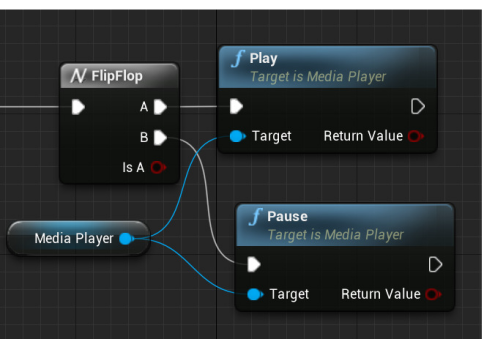 FlipFlop
A
B
Is A
Play
Target is Media Player
Target
Return Value
Media Player
Pause
Target is Media Player
Target
Return Value